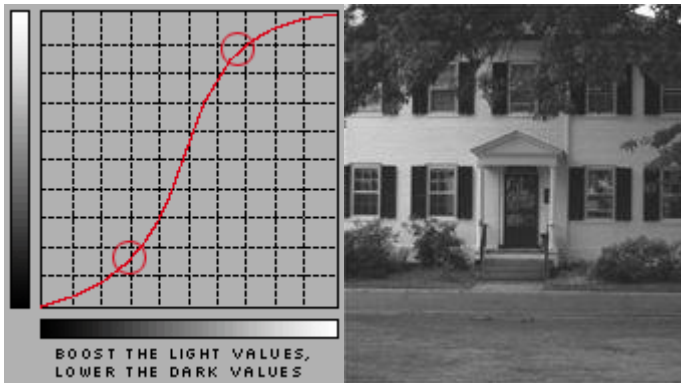 BOOST THE LIGHT VALUES,
LOWER THE DARK VALUES